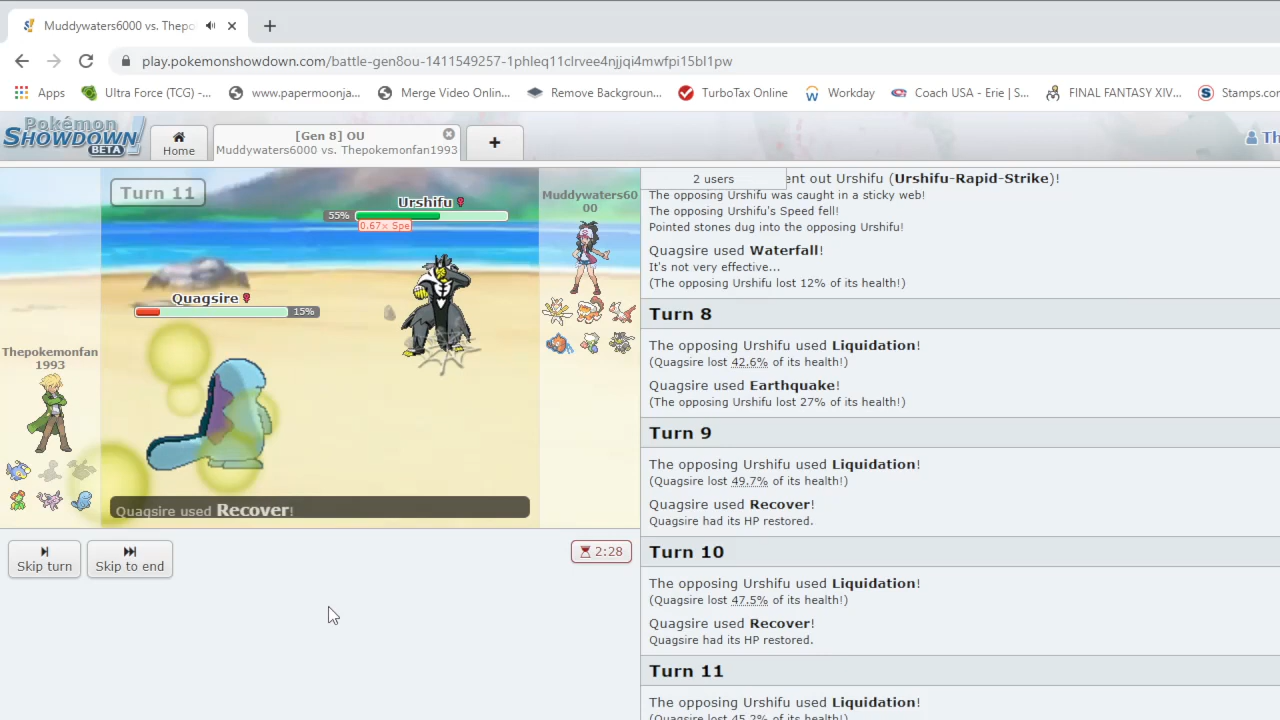 Muddywaters6000 vs. Thepo
play.pokemonshowdown.com/battle-gen8ou-1411549257-1phleq11clrvee4njjqi4mwfpi15bl1pw
Apps
Ultra Force (TCG) -...
www.papermoonja...
Merge Video Onlin...
Remove Backgroun...
TurboTax Online
Workday
Coach USA - Erie | S...
FINAL FANTASY XIV...
Stamps.com
Pokémon
SHOWDOWN!
BETA
Home
[Gen 8] OU
Muddywaters6000 vs. Thepokemonfan1993
+
Th
Turn 11
Urshifu
55%
0.67× Spe
Quagsire
15%
Muddywaters60
00
Thepokemonfan
1993
Quagsire used Recover!
Skip turn
Skip to end
2:28
2 users
ent out Urshifu (Urshifu-Rapid-Strike)!
The opposing Urshifu was caught in a sticky web!
The opposing Urshifu's Speed fell!
Pointed stones dug into the opposing Urshifu!
Quagsire used Waterfall!
It's not very effective...
(The opposing Urshifu lost 12% of its health!)
Turn 8
The opposing Urshifu used Liquidation!
(Quagsire lost 42.6% of its health!)
Quagsire used Earthquake!
(The opposing Urshifu lost 27% of its health!)
Turn 9
The opposing Urshifu used Liquidation!
(Quagsire lost 49.7% of its health!)
Quagsire used Recover!
Quagsire had its HP restored.
Turn 10
The opposing Urshifu used Liquidation!
(Quagsire lost 47.5% of its health!)
Quagsire used Recover!
Quagsire had its HP restored.
Turn 11
The opposing Urshifu used Liquidation!
(Quagsire lost 45.2% of its health!)